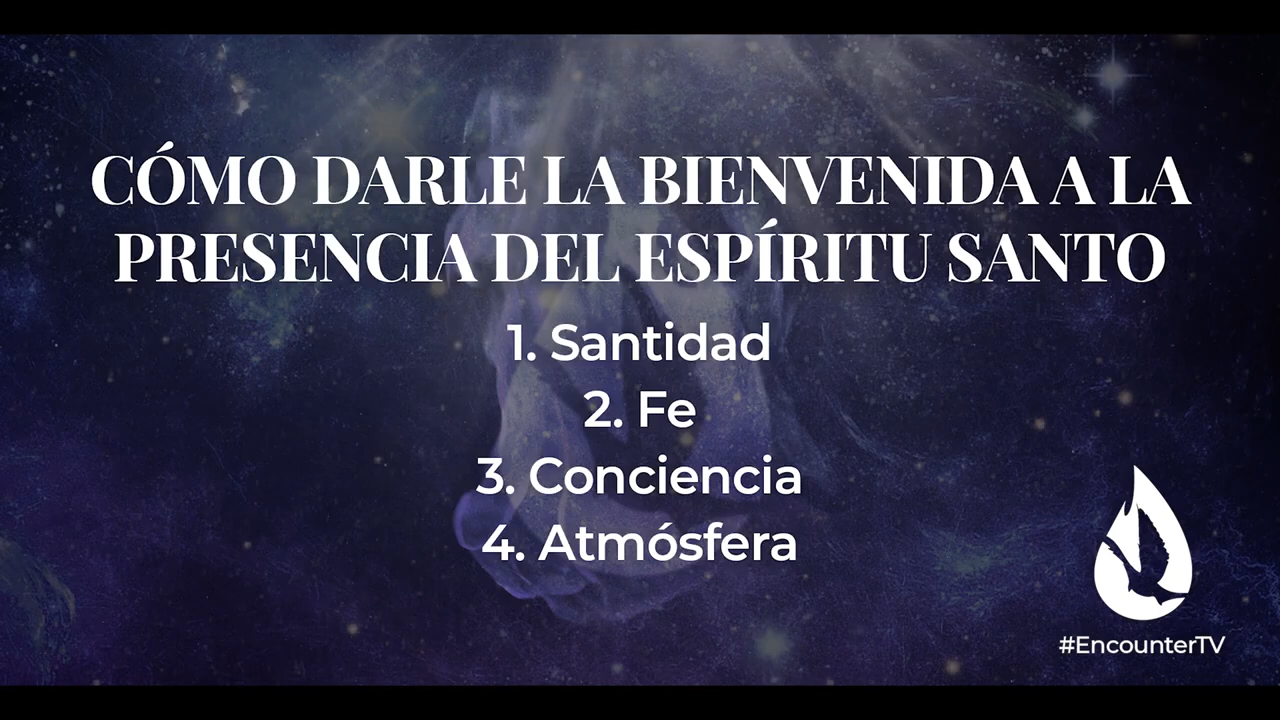 CÓMO DARLE LA BIENVENIDA A LA
PRESENCIA DEL ESPÍRITU SANTO
1. Santidad
2. Fe
3. Conciencia
4. Atmósfera
#EncounterTV